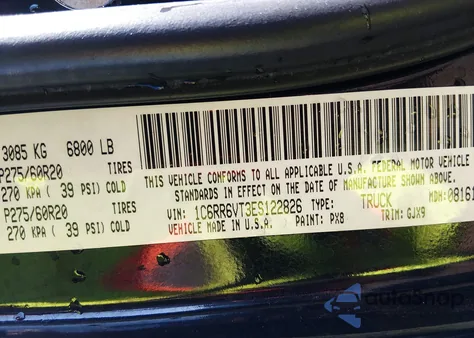 3085 KG 6800 LB
P275/60R20 TIRES
270 KPA ( 39 PSI) COLD
P275/60R20 TIRES
270 KPA ( 39 PSI) COLD
THIS VEHICLE CONFORMS TO ALL APPLICABLE U.S.A. FEDERAL MOTOR VEHICLE
STANDARDS IN EFFECT ON THE DATE OF MANUFACTURE SHOWN ABOVE.
VIN: 1C6RR6VT3ES122826 TYPE: TRUCK MDH: 0816
VEHICLE MADE IN U.S.A. PAINT: PX8 TRIM: GJX9
autoSnap